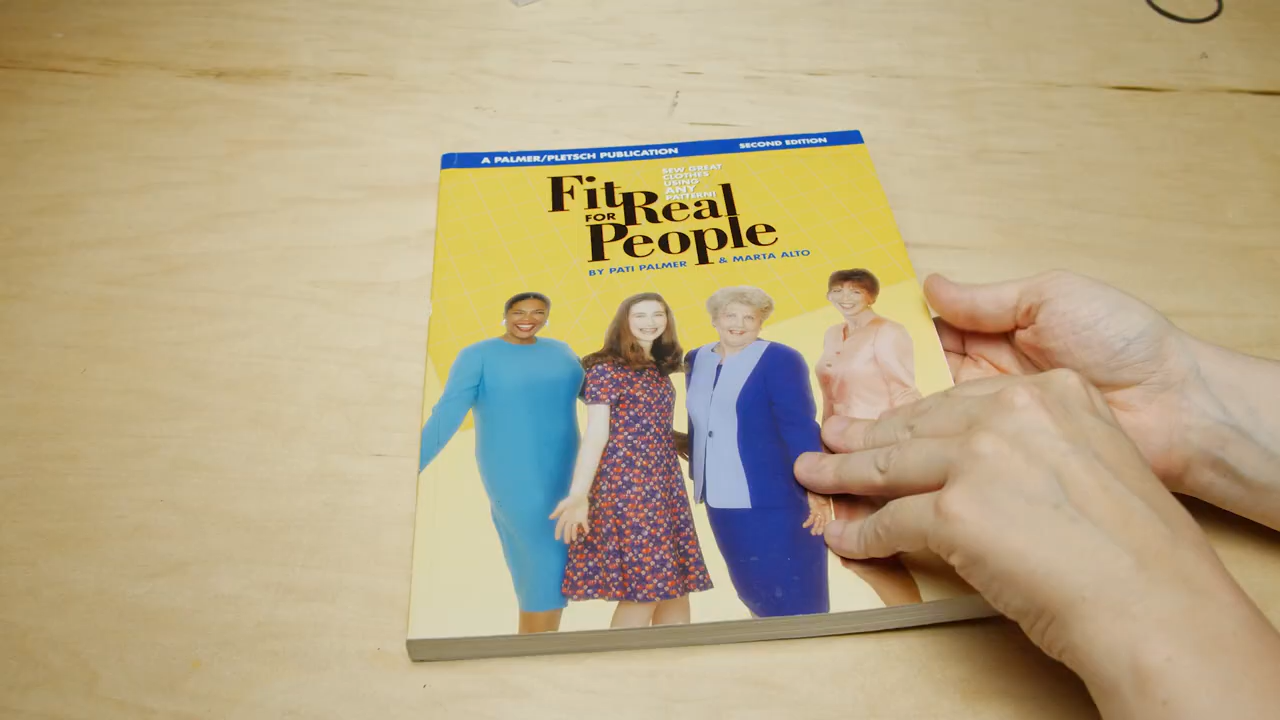 A PALMER/PLETSCH PUBLICATION
SECOND EDITION
SEW GREAT
CLOTHES
USING
ANY
PATTERN!
Fit
FOR Real
People
BY PATI PALMER & MARTA ALTO